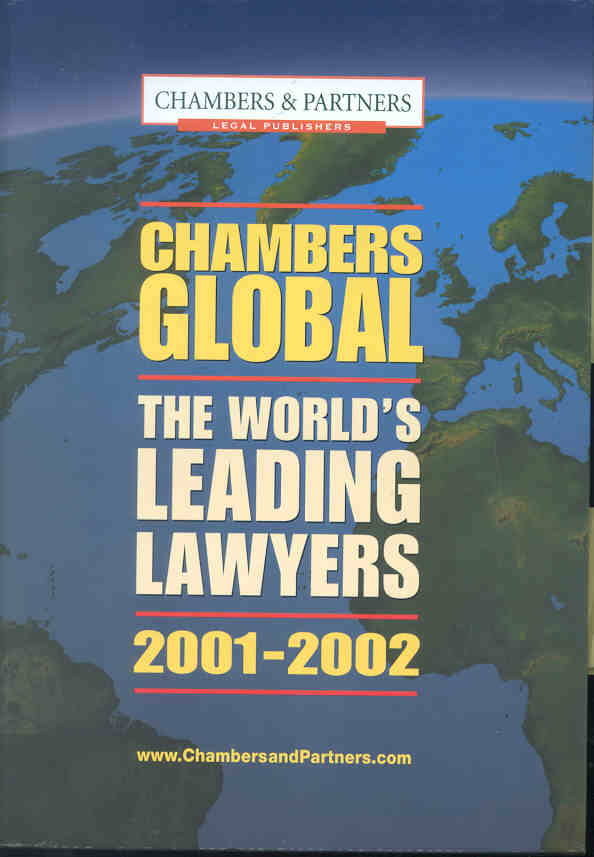 CHAMBERS & PARTNERS
LEGAL PUBLISHERS
CHAMBERS
GLOBAL
THE WORLD'S
LEADING
LAWYERS
2001-2002
www.ChambersandPartners.com